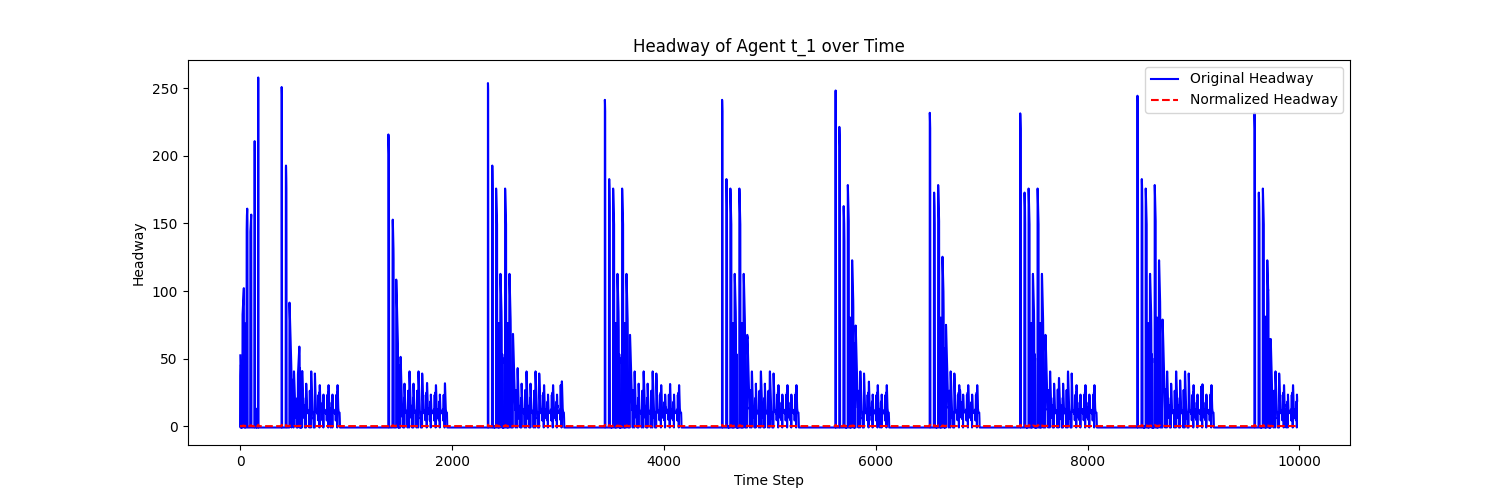 Headway of Agent t_1 over Time
Original Headway
Normalized Headway
Headway
250
200
150
100
50
0
0 2000 4000 6000 8000 10000
Time Step